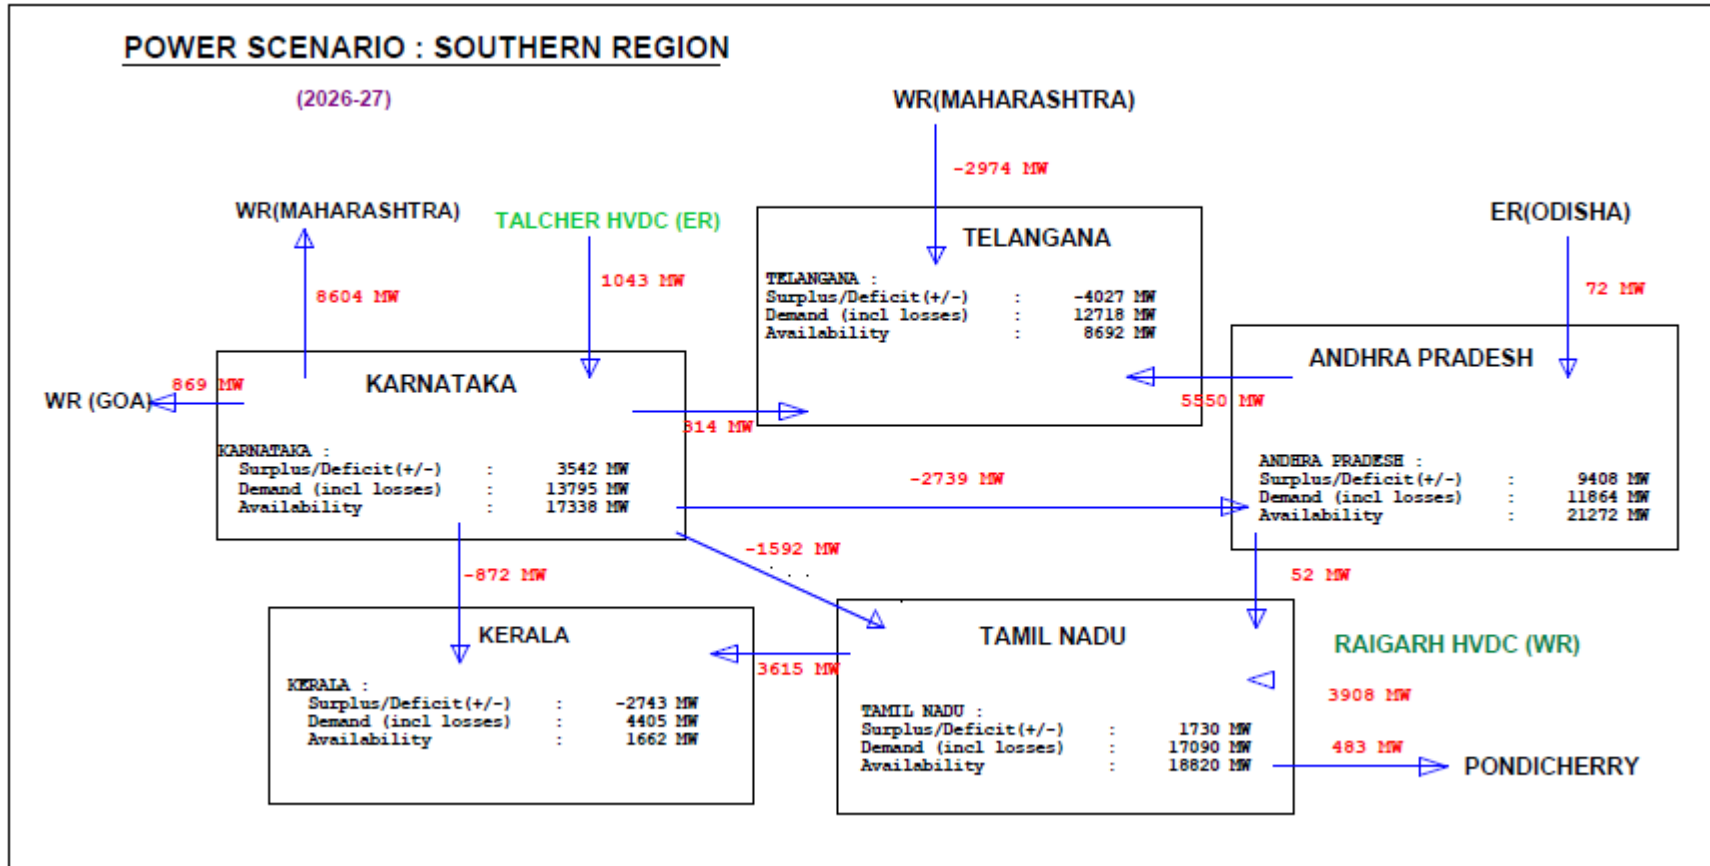 POWER SCENARIO : SOUTHERN REGION
(2026-27)
WR(MAHARASHTRA)
-2974 MW
WR(MAHARASHTRA)
TALCHER HVDC (ER)
ER(ODISHA)
8604 MW
1043 MW
72 MW
TELANGANA
TELANGANA :
Surplus/Deficit(+/-) : -4027 MW
Demand (incl losses) : 12718 MW
Availability : 8692 MW
WR (GOA)
869 MW
KARNATAKA
314 MW
5550 MW
ANDHRA PRADESH
KARNATAKA :
Surplus/Deficit(+/-) : 3542 MW
Demand (incl losses) : 13795 MW
Availability : 17338 MW
-2739 MW
ANDHRA PRADESH :
Surplus/Deficit(+/-) : 9408 MW
Demand (incl losses) : 11864 MW
Availability : 21272 MW
-872 MW
-1592 MW
52 MW
KERALA
KERALA :
Surplus/Deficit(+/-) : -2743 MW
Demand (incl losses) : 4405 MW
Availability : 1662 MW
3615 MW
TAMIL NADU
TAMIL NADU :
Surplus/Deficit(+/-) : 1730 MW
Demand (incl losses) : 17090 MW
Availability : 18820 MW
RAIGARH HVDC (WR)
3908 MW
483 MW
PONDICHERRY